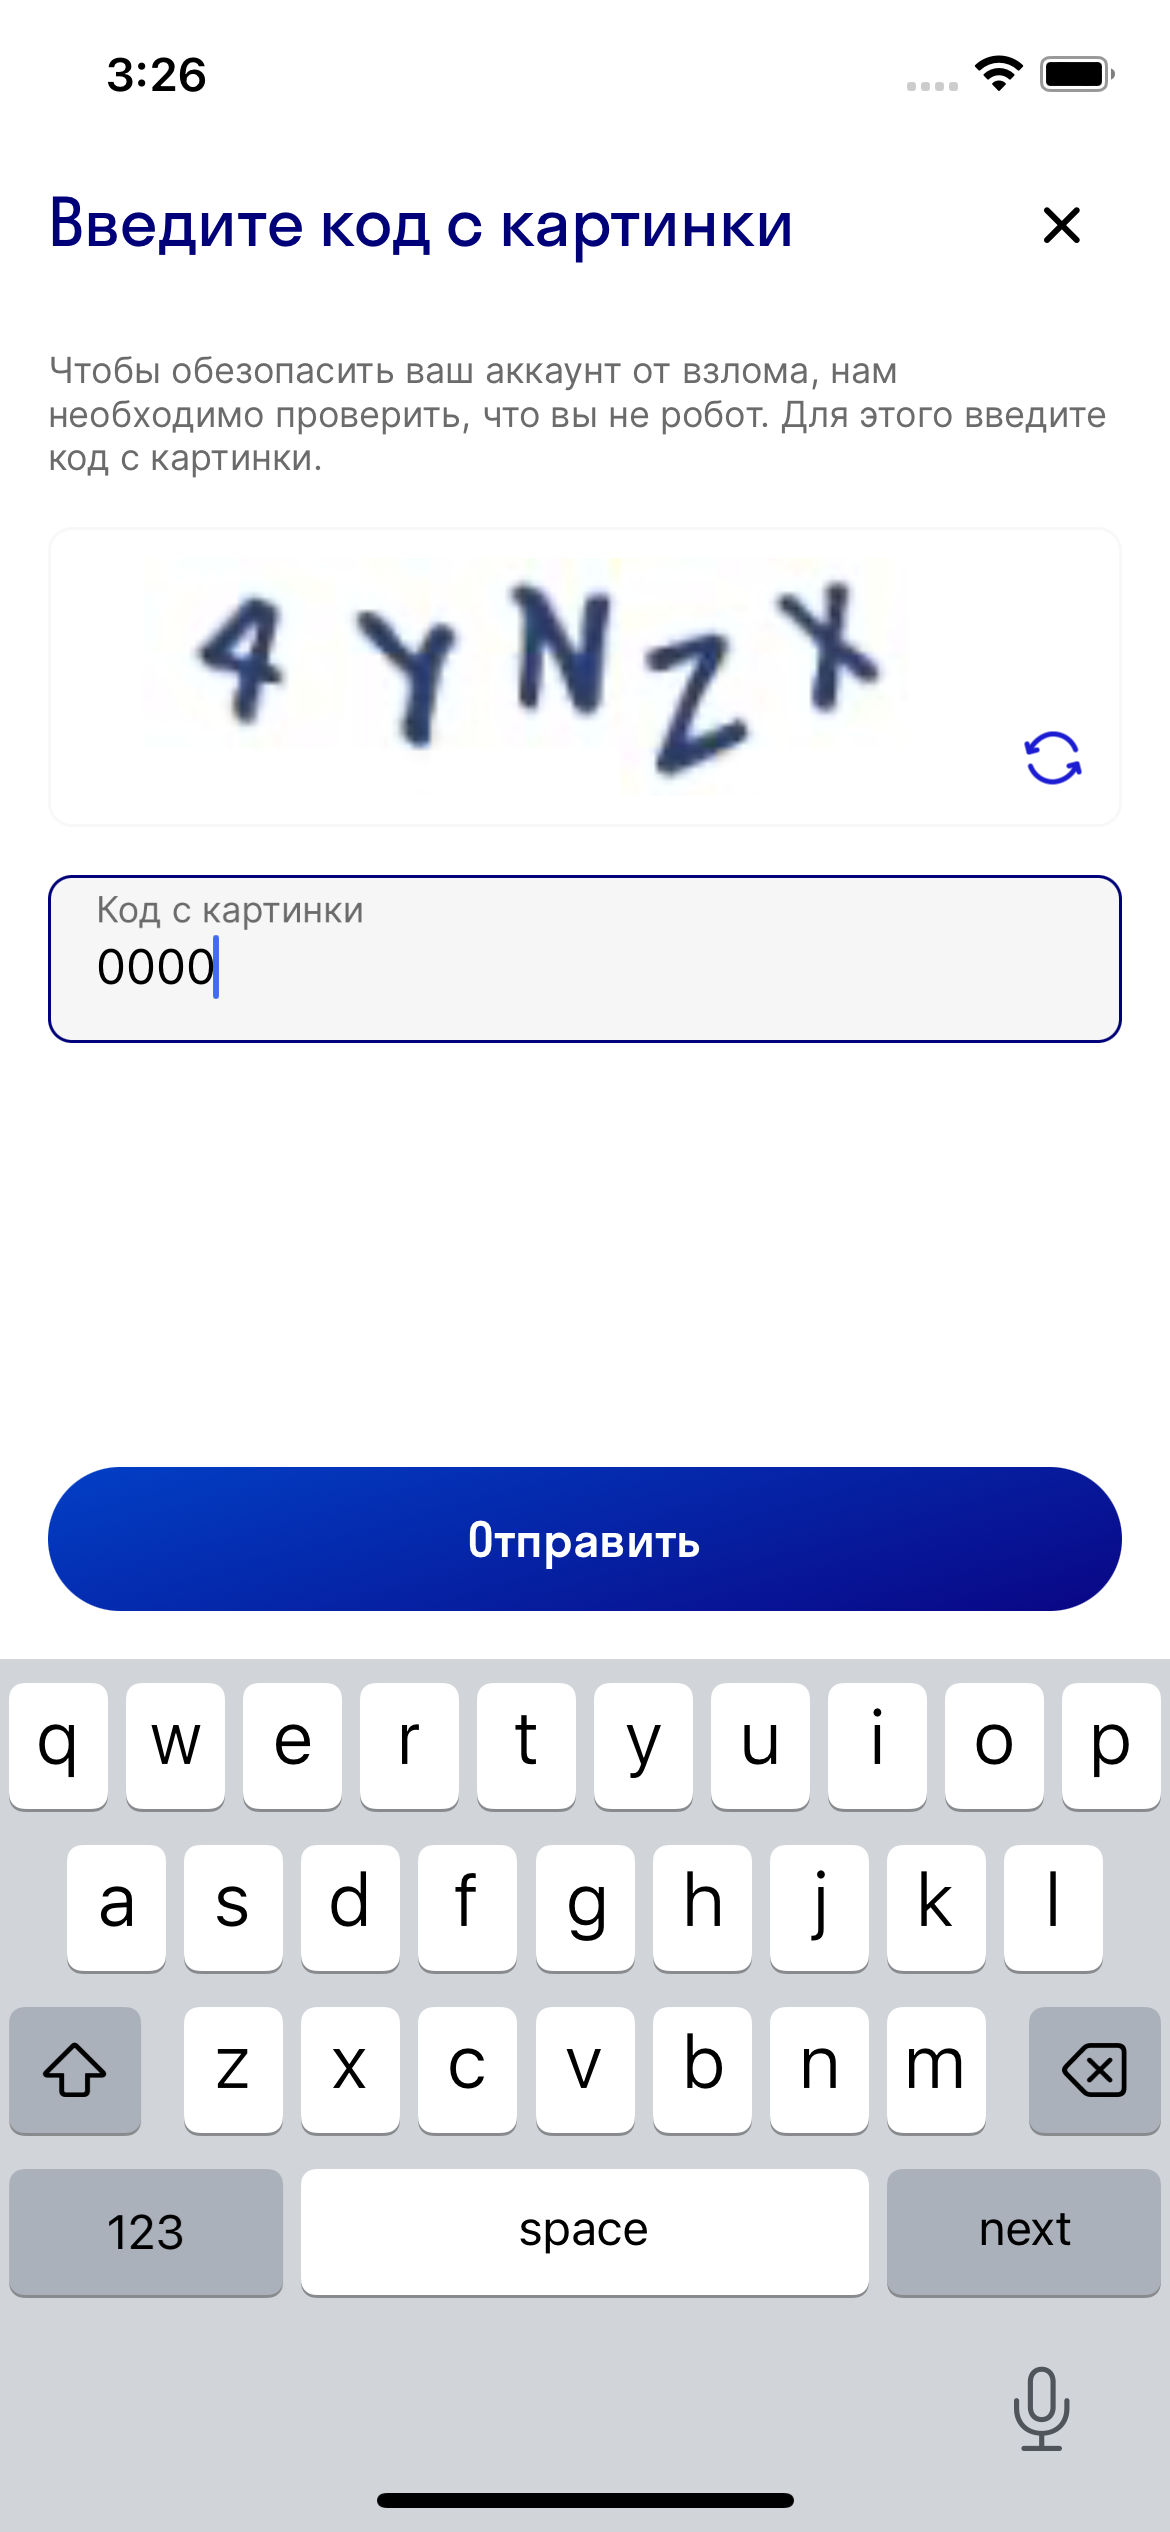 3:26
Введите код с картинки
Чтобы обезопасить ваш аккаунт от взлома, нам
необходимо проверить, что вы не робот. Для этого введите
код с картинки.
4YNZX
Код с картинки
0000
Отправить
q w e r t y u i o p
a s d f g h j k l
z x c v b n m
123 space next